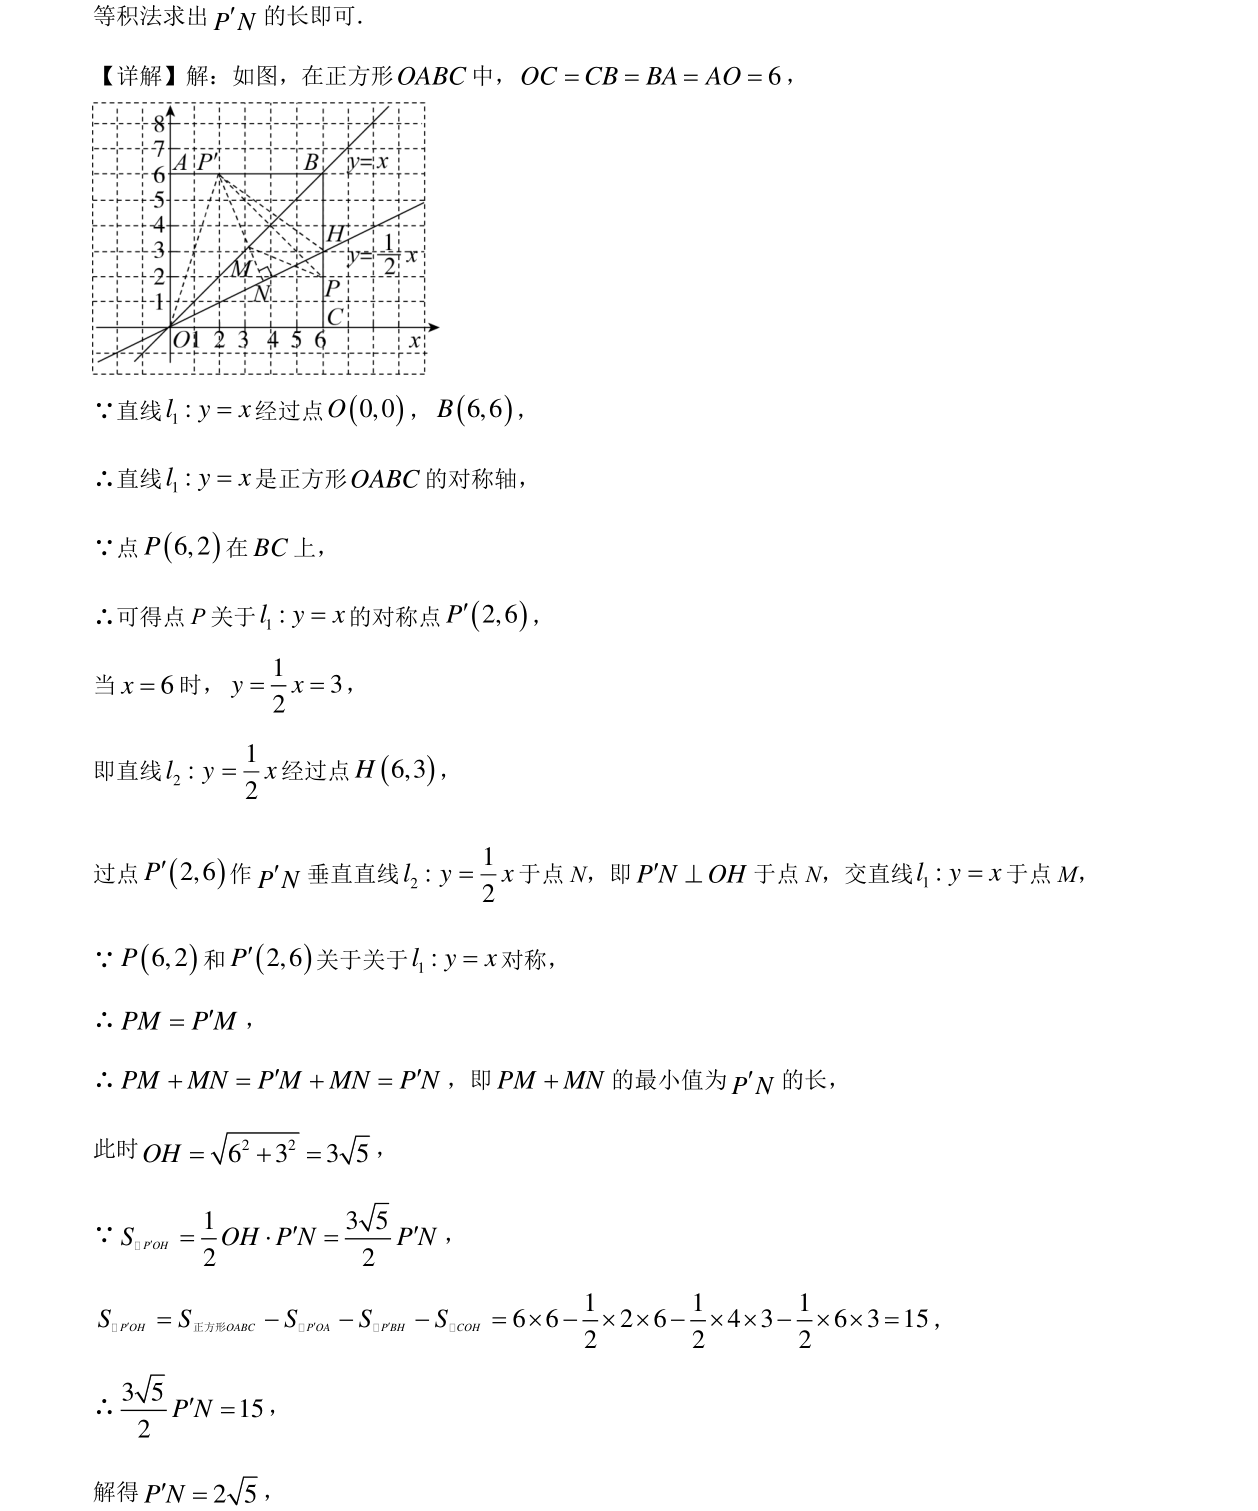 等积法求出 P′N 的长即可．
【详解】解：如图，在正方形OABC中，OC = CB = BA = AO = 6，
8
7
A P′ B y=x
6
5
4
H
3
y=1/2 x
M
2
N P
1
C
O 1 2 3 4 5 6 x
∵直线l₁ : y = x经过点O(0,0)，B(6,6)，
∴直线l₁ : y = x是正方形OABC的对称轴，
∵点P(6,2)在BC上，
∴可得点P关于l₁ : y = x的对称点P′(2,6)，
当x = 6时，y = 1/2 x = 3，
即直线l₂ : y = 1/2 x经过点H(6,3)，
过点P′(2,6)作P′N垂直直线l₂ : y = 1/2 x于点N，即P′N ⊥ OH于点N，交直线l₁ : y = x于点M，
∵P(6,2)和P′(2,6)关于关于l₁ : y = x对称，
∴PM = P′M，
∴PM + MN = P′M + MN = P′N，即PM + MN的最小值为P′N的长，
此时OH = √(6² + 3²) = 3√5，
∵S▯P′OH = 1/2 OH · P′N = 3√5/2 P′N，
S▯P′OH = S正方形OABC − S▯P′OA − S▯P′BH − S▯COH = 6×6 − 1/2×2×6 − 1/2×4×3 − 1/2×6×3 = 15，
∴3√5/2 P′N = 15，
解得P′N = 2√5，